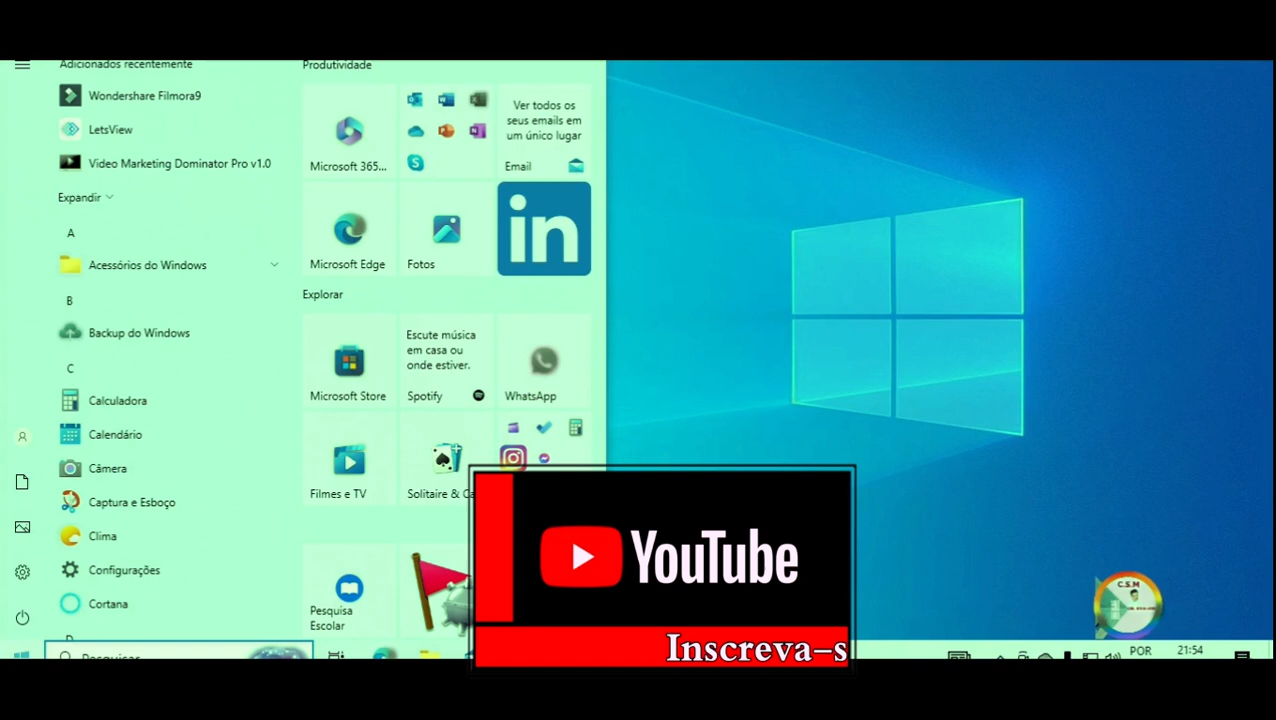 Adicionados recentemente
Wondershare Filmora9
LetsView
Video Marketing Dominator Pro v1.0
Expandir
A
Acessórios do Windows
B
Backup do Windows
C
Calculadora
Calendário
Câmera
Captura e Esboço
Clima
Configurações
Cortana
D
Pesquisar
Produtividade
Microsoft 365...
Ver todos os
seus emails em
um único lugar
Email
Microsoft Edge
Fotos
in
Explorar
Microsoft Store
Escute música
em casa ou
onde estiver.
Spotify
WhatsApp
Filmes e TV
Solitaire & Ca
Pesquisa
Escolar
YouTube
Inscreva-s
C.S.M
POR
21:54